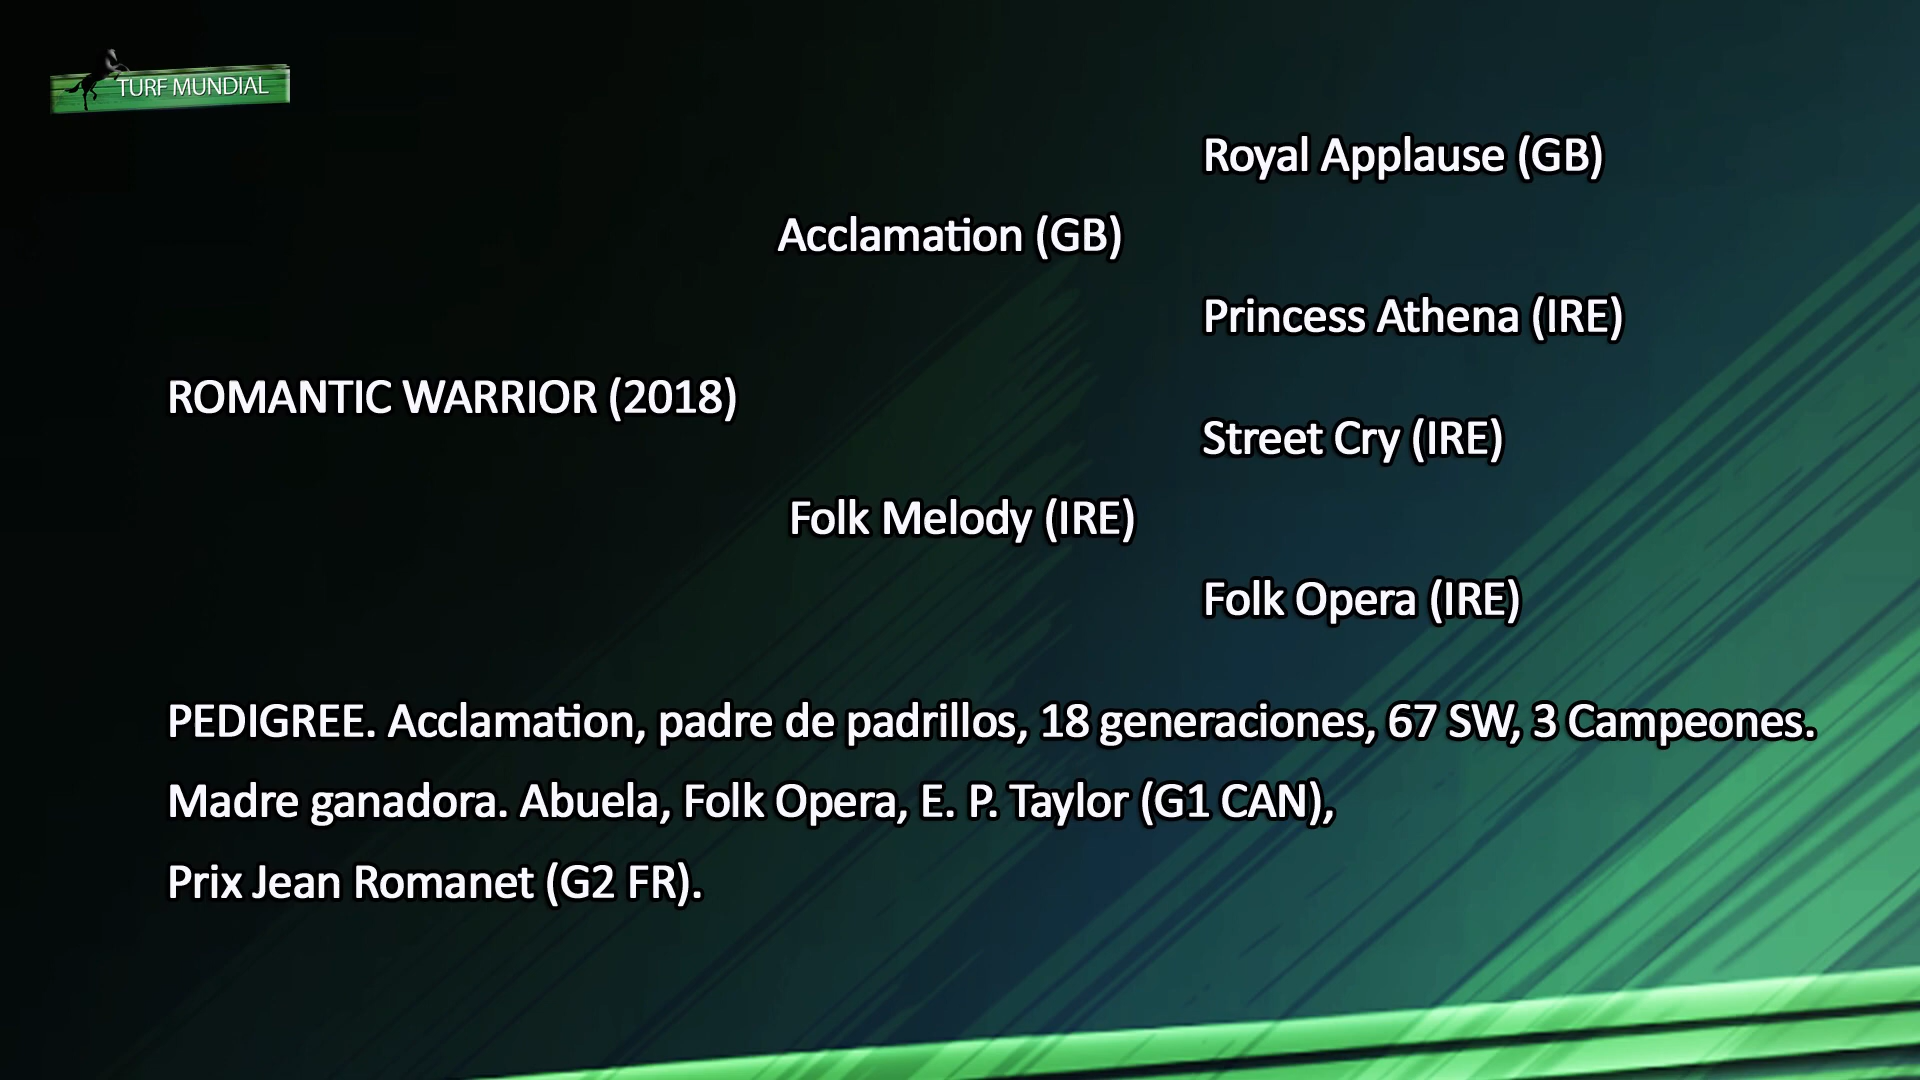 TURF MUNDIAL
Royal Applause (GB)
Acclamation (GB)
Princess Athena (IRE)
ROMANTIC WARRIOR (2018)
Street Cry (IRE)
Folk Melody (IRE)
Folk Opera (IRE)
PEDIGREE. Acclamation, padre de padrillos, 18 generaciones, 67 SW, 3 Campeones.
Madre ganadora. Abuela, Folk Opera, E. P. Taylor (G1 CAN),
Prix Jean Romanet (G2 FR).